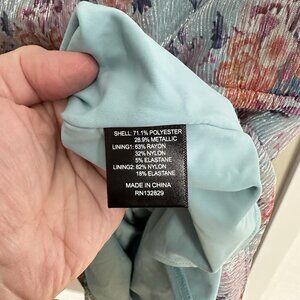 SHELL: 71.1% POLYESTER
28.9% METALLIC
LINING1: 63% RAYON
32% NYLON
5% ELASTANE
LINING2: 82% NYLON
18% ELASTANE
MADE IN CHINA
RN132829